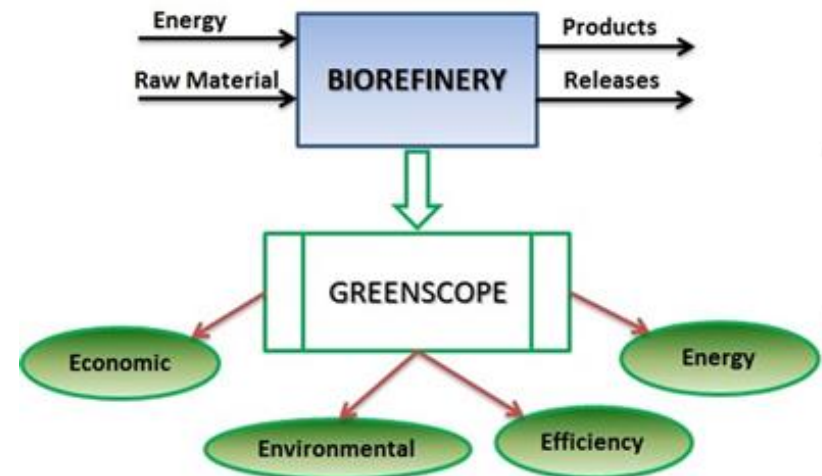 Energy
Products
Raw Material
BIOREFINERY
Releases
GREENSCOPE
Economic
Energy
Environmental
Efficiency